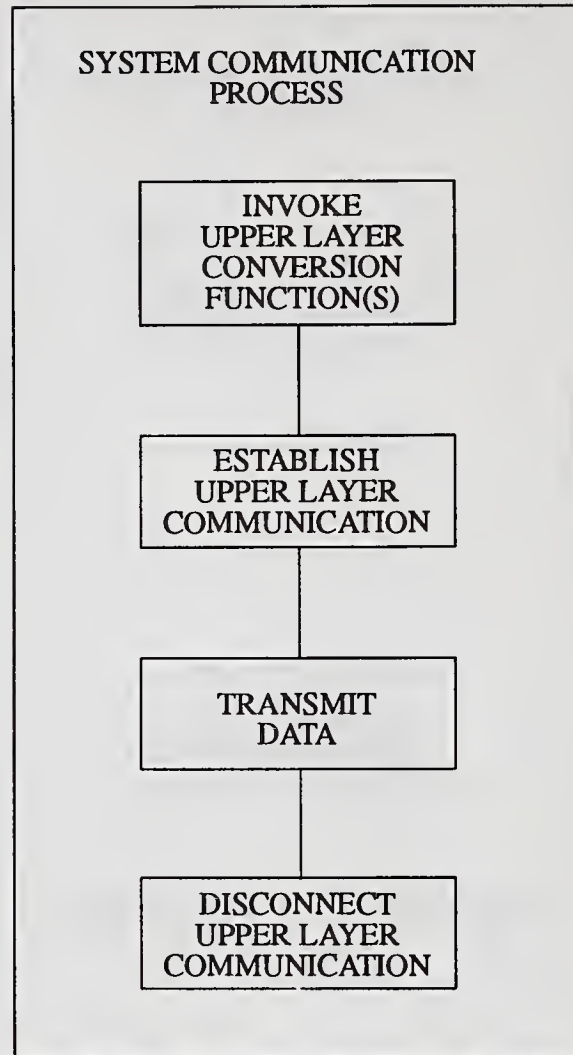 SYSTEM COMMUNICATION
PROCESS
INVOKE
UPPER LAYER
CONVERSION
FUNCTION(S)
ESTABLISH
UPPER LAYER
COMMUNICATION
TRANSMIT
DATA
DISCONNECT
UPPER LAYER
COMMUNICATION